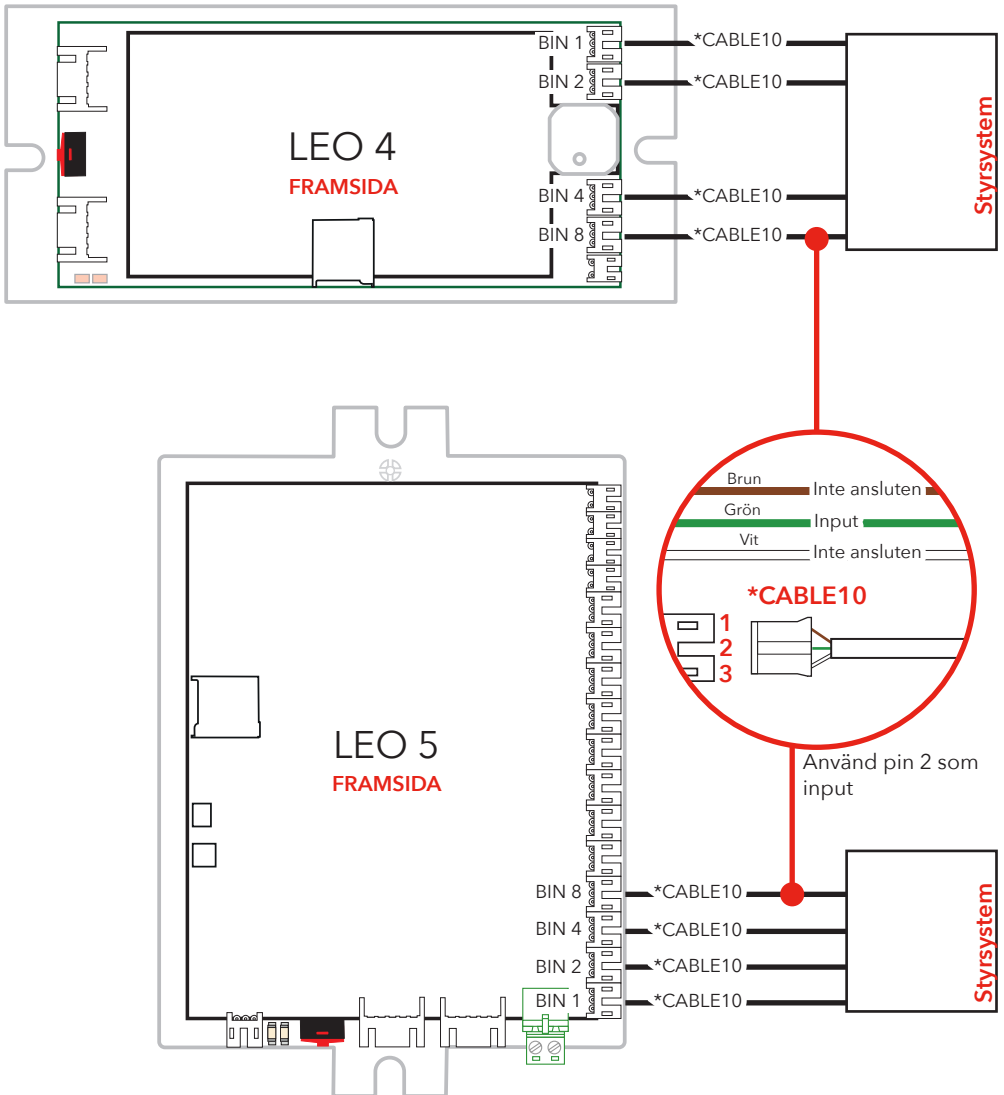 BIN 1 *CABLE10
BIN 2 *CABLE10
LEO 4
FRAMSIDA
BIN 4 *CABLE10
BIN 8 *CABLE10
Styrsystem
Brun Inte ansluten
Grön Input
Vit Inte ansluten
*CABLE10
1
2
3
Använd pin 2 som
input
LEO 5
FRAMSIDA
BIN 8 *CABLE10
BIN 4 *CABLE10
BIN 2 *CABLE10
BIN 1 *CABLE10
Styrsystem